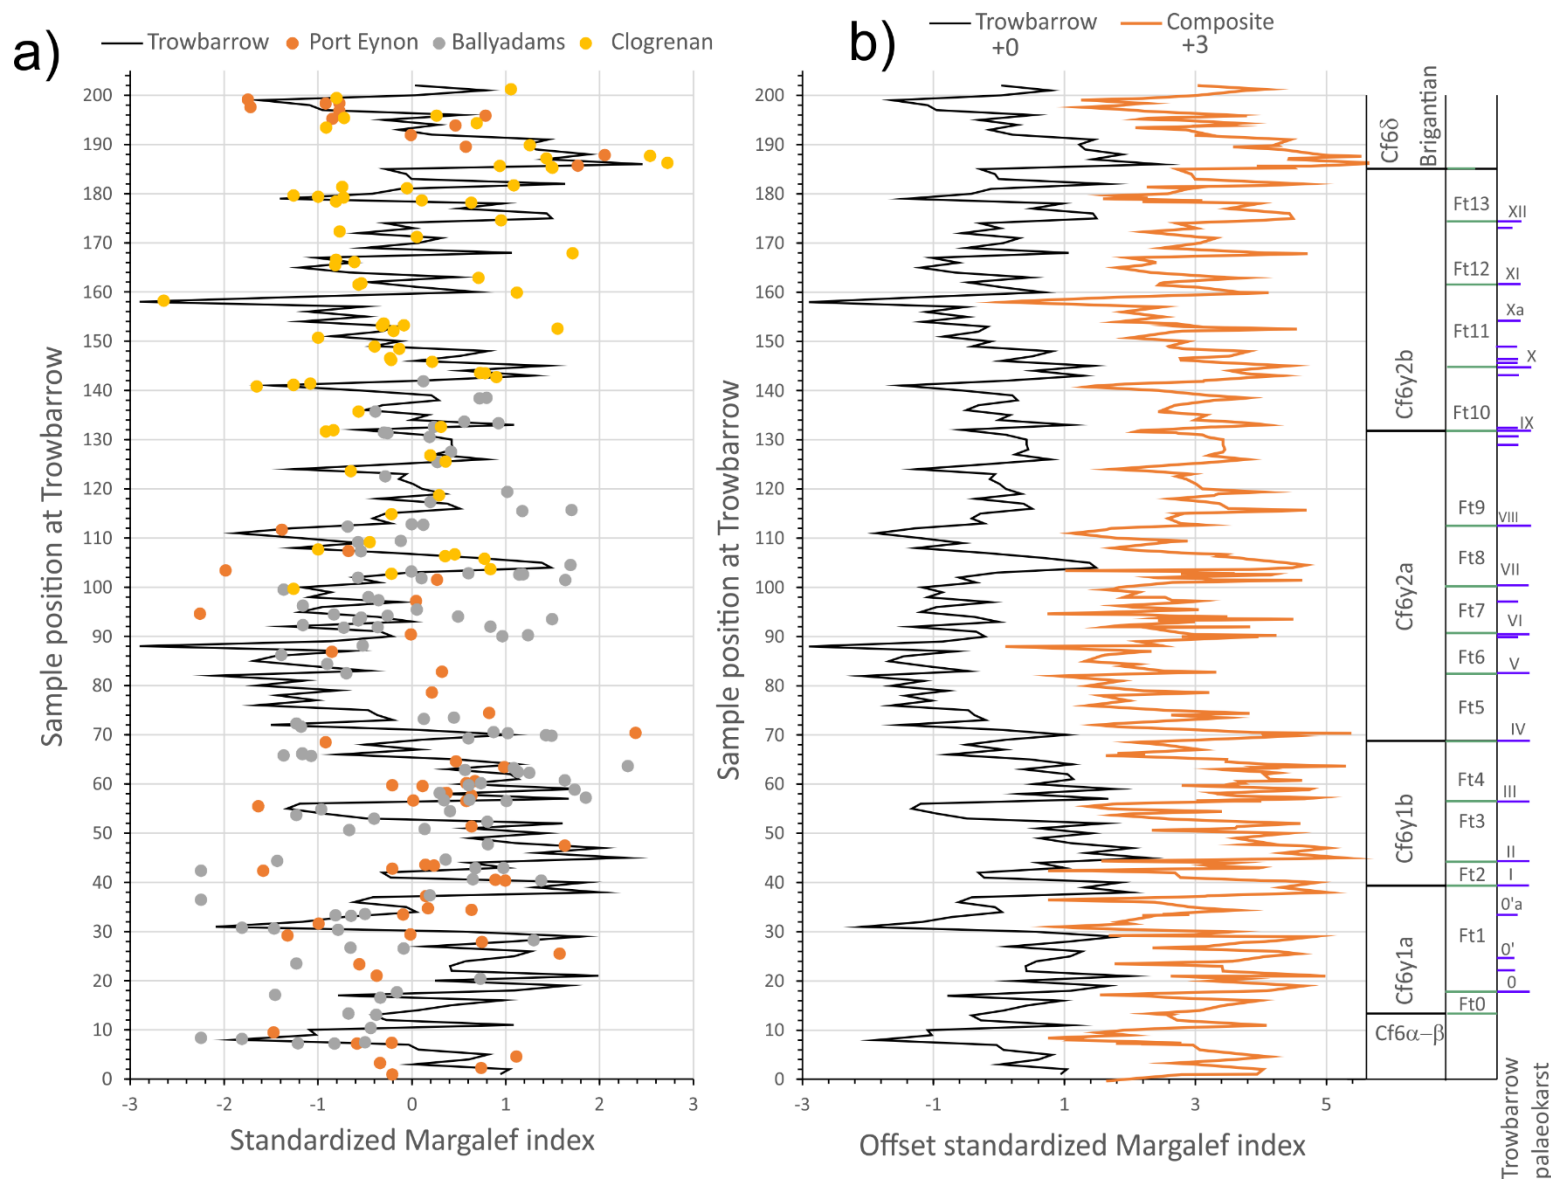 a)
Trowbarrow Port Eynon Ballyadams Clogrenan
200
190
180
170
160
150
140
130
120
110
100
90
80
70
60
50
40
30
20
10
0
-3 -2 -1 0 1 2 3
Sample position at Trowbarrow
Standardized Margalef index
b)
Trowbarrow Composite
+0 +3
200
190
180
170
160
150
140
130
120
110
100
90
80
70
60
50
40
30
20
10
0
-3 -1 1 3 5
Sample position at Trowbarrow
Offset standardized Margalef index
Cf6δ
Brigantian
Cf6γ2b
Cf6γ2a
Cf6γ1b
Cf6γ1a
Cf6α−β
Ft13
Ft12
Ft11
Ft10
Ft9
Ft8
Ft7
Ft6
Ft5
Ft4
Ft3
Ft2
Ft1
Ft0
XII
XI
Xa
X
IX
VIII
VII
VI
V
IV
III
II
I
0'a
0'
0
Trowbarrow
palaeokarst